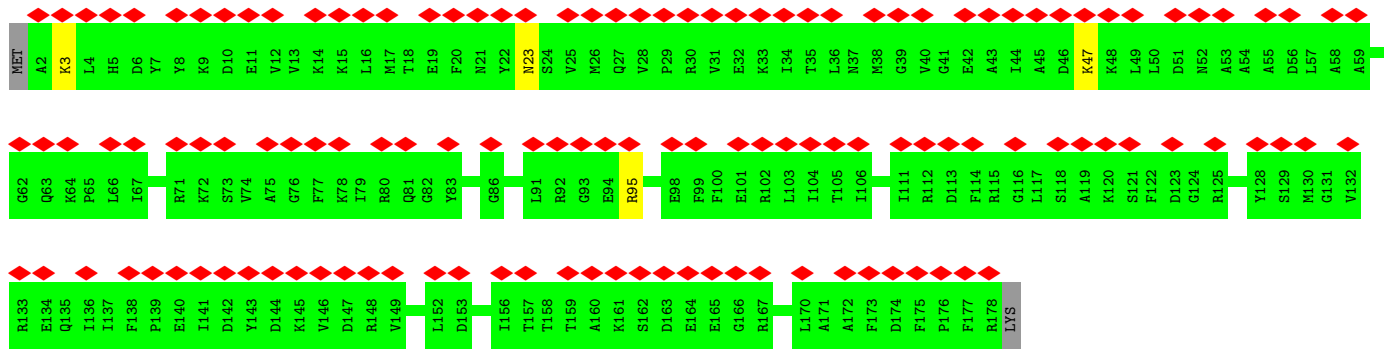 MET A2 K3 L4 H5 D6 Y7 Y8 K9 D10 E11 V12 V13 K14 K15 L16 M17 T18 E19 F20 N21 Y22 N23 S24 V25 M26 Q27 V28 P29 R30 V31 E32 K33 I34 T35 L36 N37 M38 G39 V40 G41 E42 A43 I44 A45 D46 K47 K48 L49 L50 D51 N52 A53 A54 A55 D56 L57 A58 A59
G62 Q63 K64 P65 L66 I67 R71 K72 S73 V74 A75 G76 F77 K78 I79 R80 Q81 G82 Y83 G86 L91 R92 G93 E94 R95 E98 F99 F100 E101 R102 L103 I104 T105 I106 I111 R112 D113 F114 R115 G116 L117 S118 A119 K120 S121 F122 D123 G124 R125 Y128 S129 M130 G131 V132
R133 E134 Q135 I136 I137 F138 P139 E140 I141 D142 Y143 D144 K145 V146 D147 R148 V149 L152 D153 I156 T157 T158 T159 A160 K161 S162 D163 E164 E165 G166 R167 L170 A171 A172 F173 D174 F175 P176 F177 R178 LYS